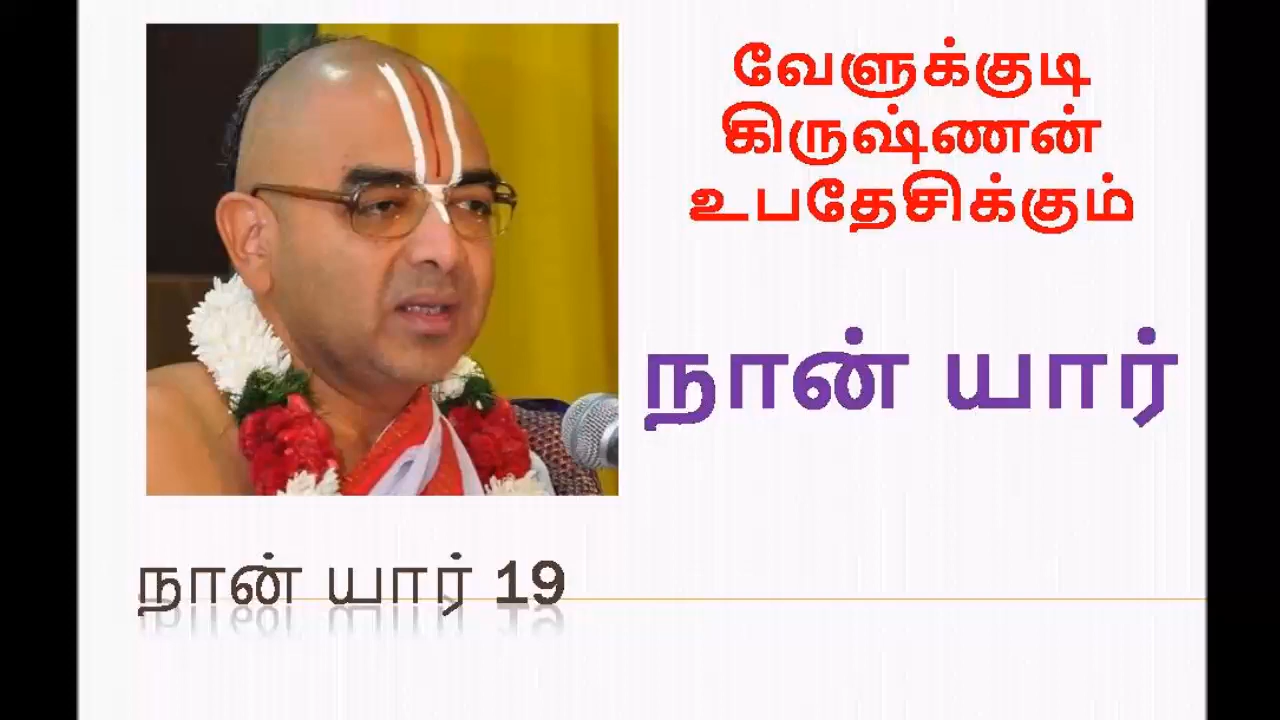 வேளுக்குடி
கிருஷ்ணன்
உபதேசிக்கும்
நான் யார்
நான் யார் 19